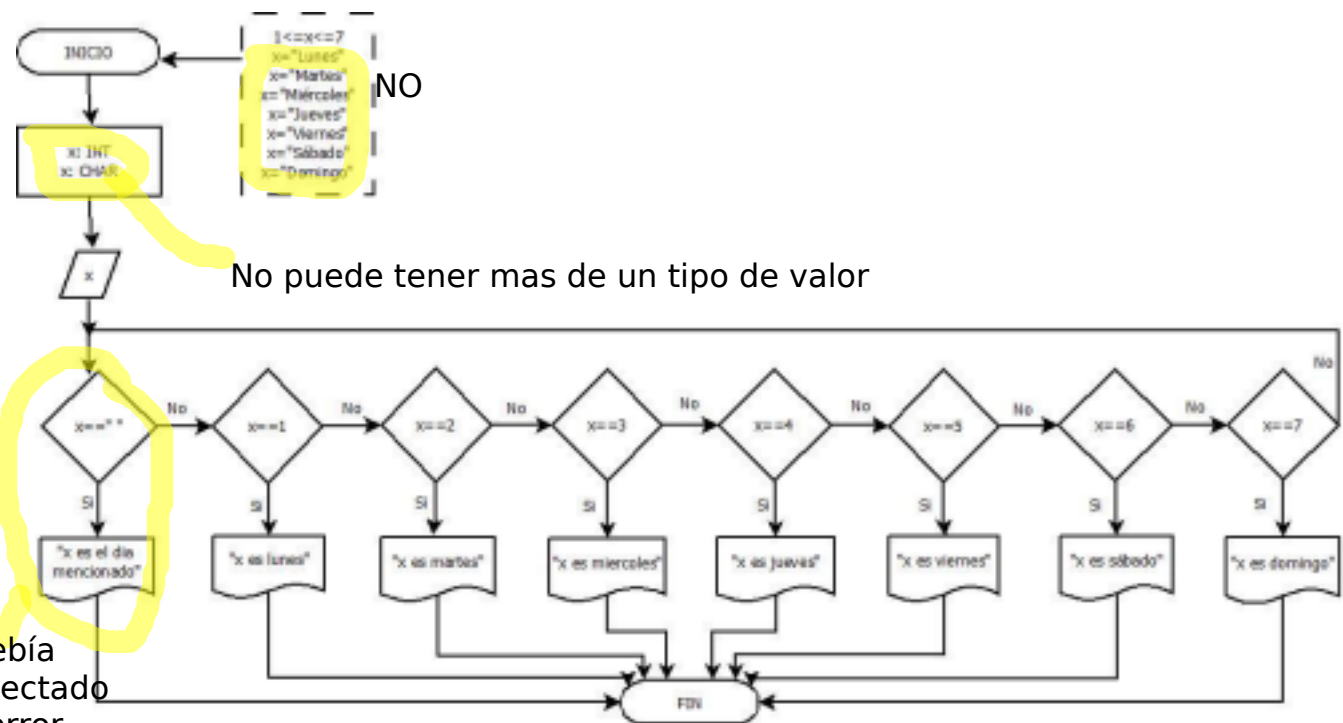 INICIO
1<=x<=7
x="Lunes"
x="Martes"
x="Miércoles"
x="Jueves"
x="Viernes"
x="Sábado"
x="Domingo"
NO
x: INT
x: CHAR
x
No puede tener mas de un tipo de valor
No
x==" "
No
x==1
No
x==2
No
x==3
No
x==4
No
x==5
No
x==6
No
x==7
Si
Si
Si
Si
Si
Si
Si
Si
"x es el dia
mencionado"
"x es lunes"
"x es martes"
"x es miercoles"
"x es jueves"
"x es viernes"
"x es sábado"
"x es domingo"
ebía
ectado
error
FIN